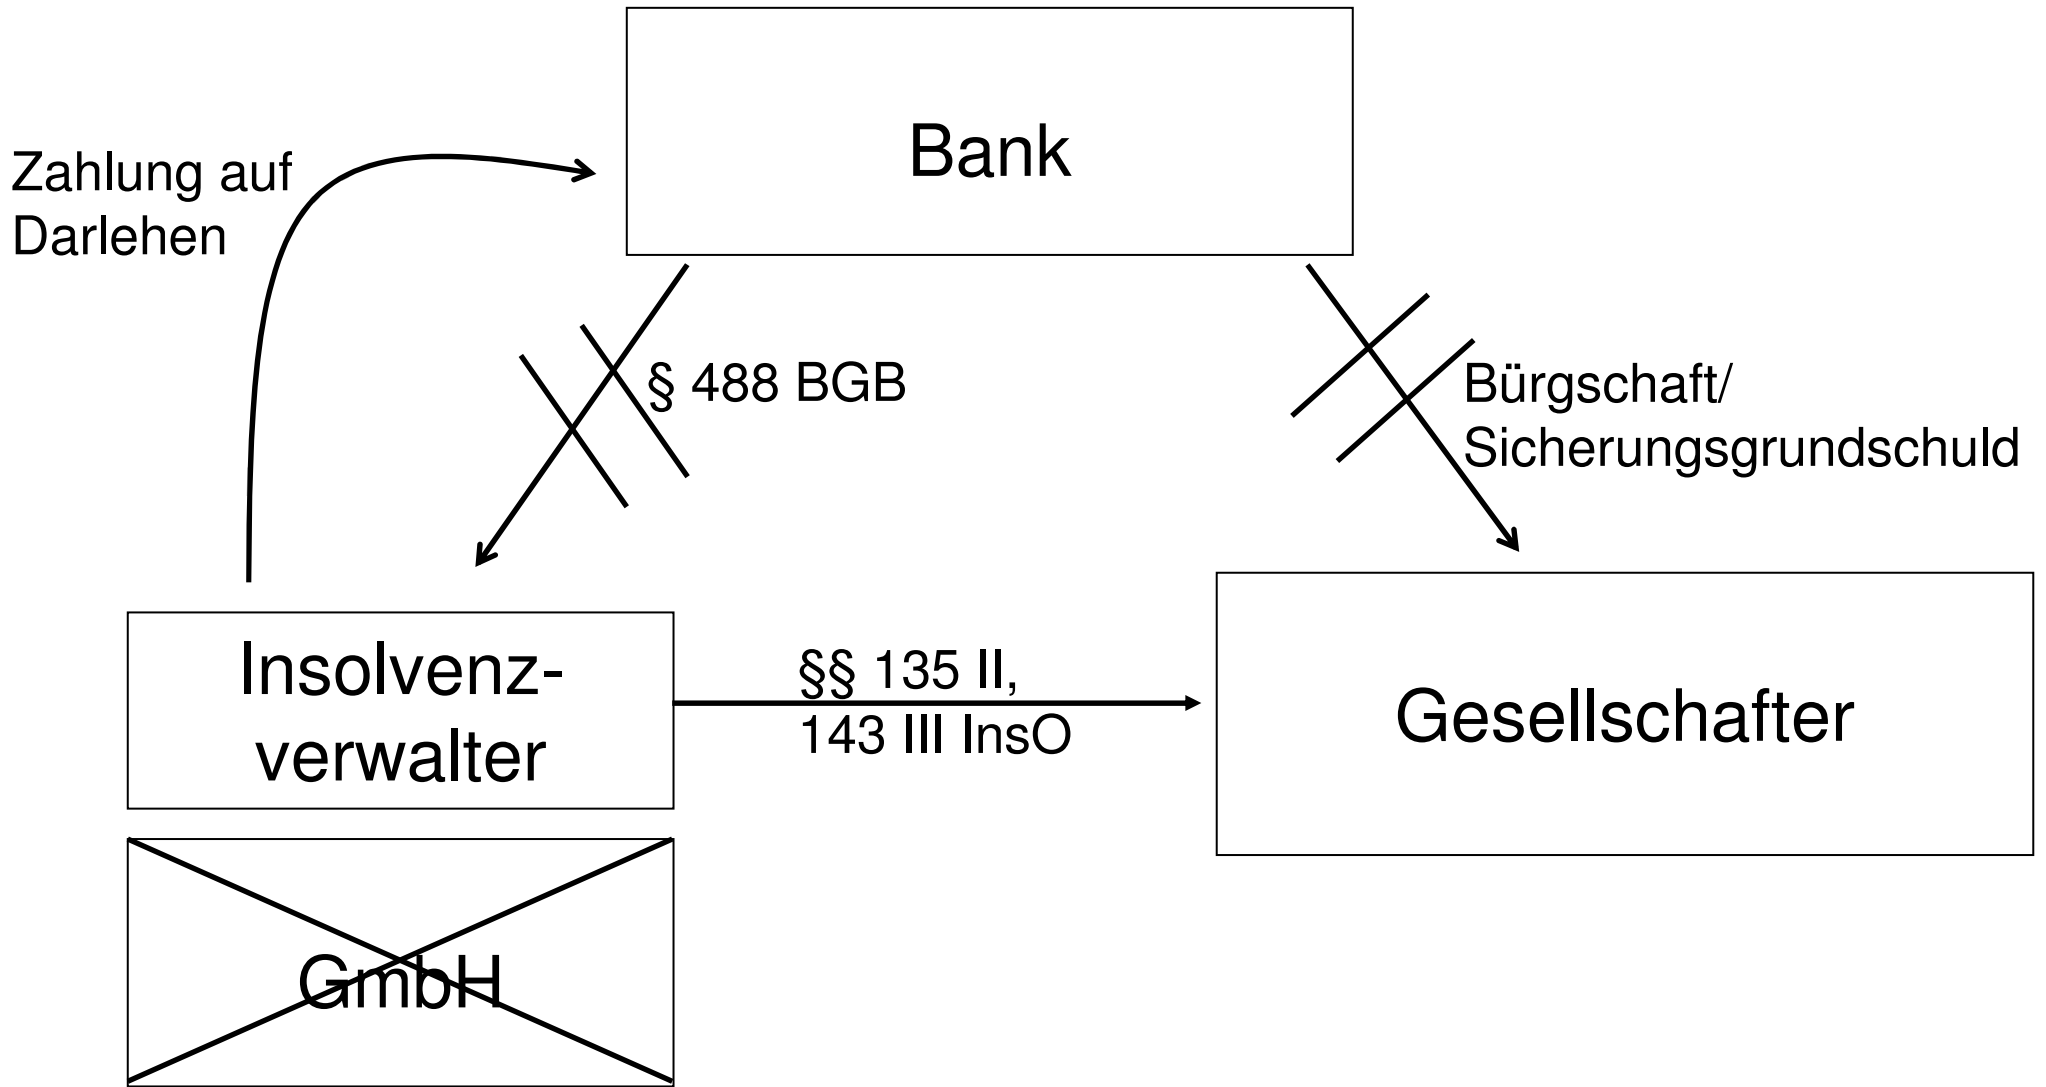 Bank
Zahlung auf
Darlehen
§ 488 BGB
Bürgschaft/
Sicherungsgrundschuld
Insolvenz-
verwalter
§§ 135 II,
143 III InsO
Gesellschafter
GmbH